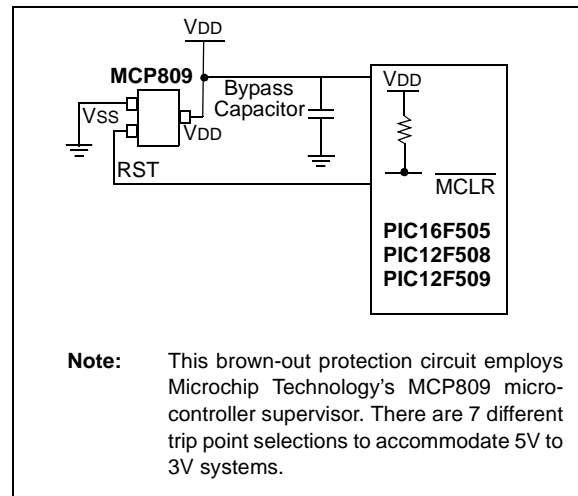 VDD
MCP809
Bypass
Capacitor
VDD
VSS
VDD
RST
MCLR
PIC16F505
PIC12F508
PIC12F509
Note: This brown-out protection circuit employs
Microchip Technology's MCP809 micro-
controller supervisor. There are 7 different
trip point selections to accommodate 5V to
3V systems.